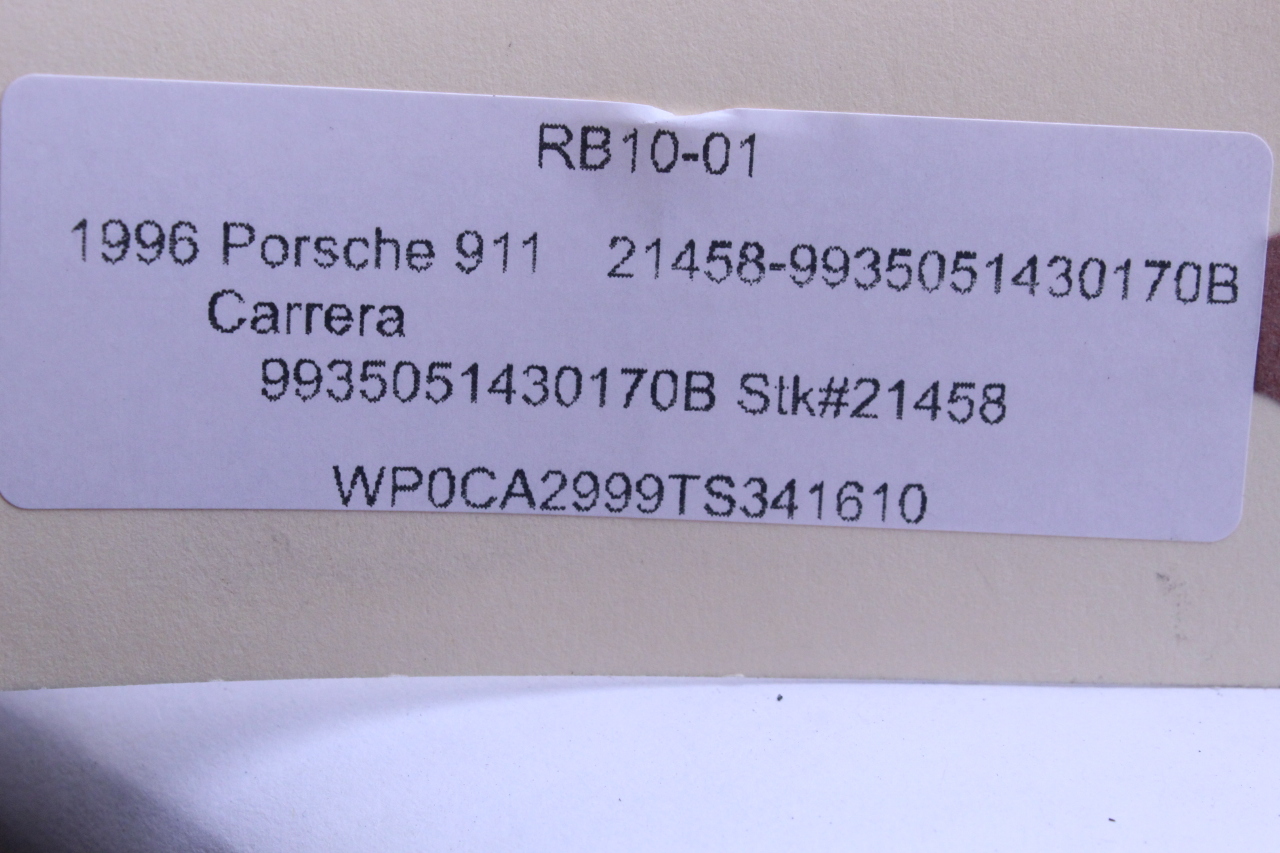 RB10-01
1996 Porsche 911 21458-9935051430170B
Carrera
9935051430170B Stk#21458
WP0CA2999TS341610